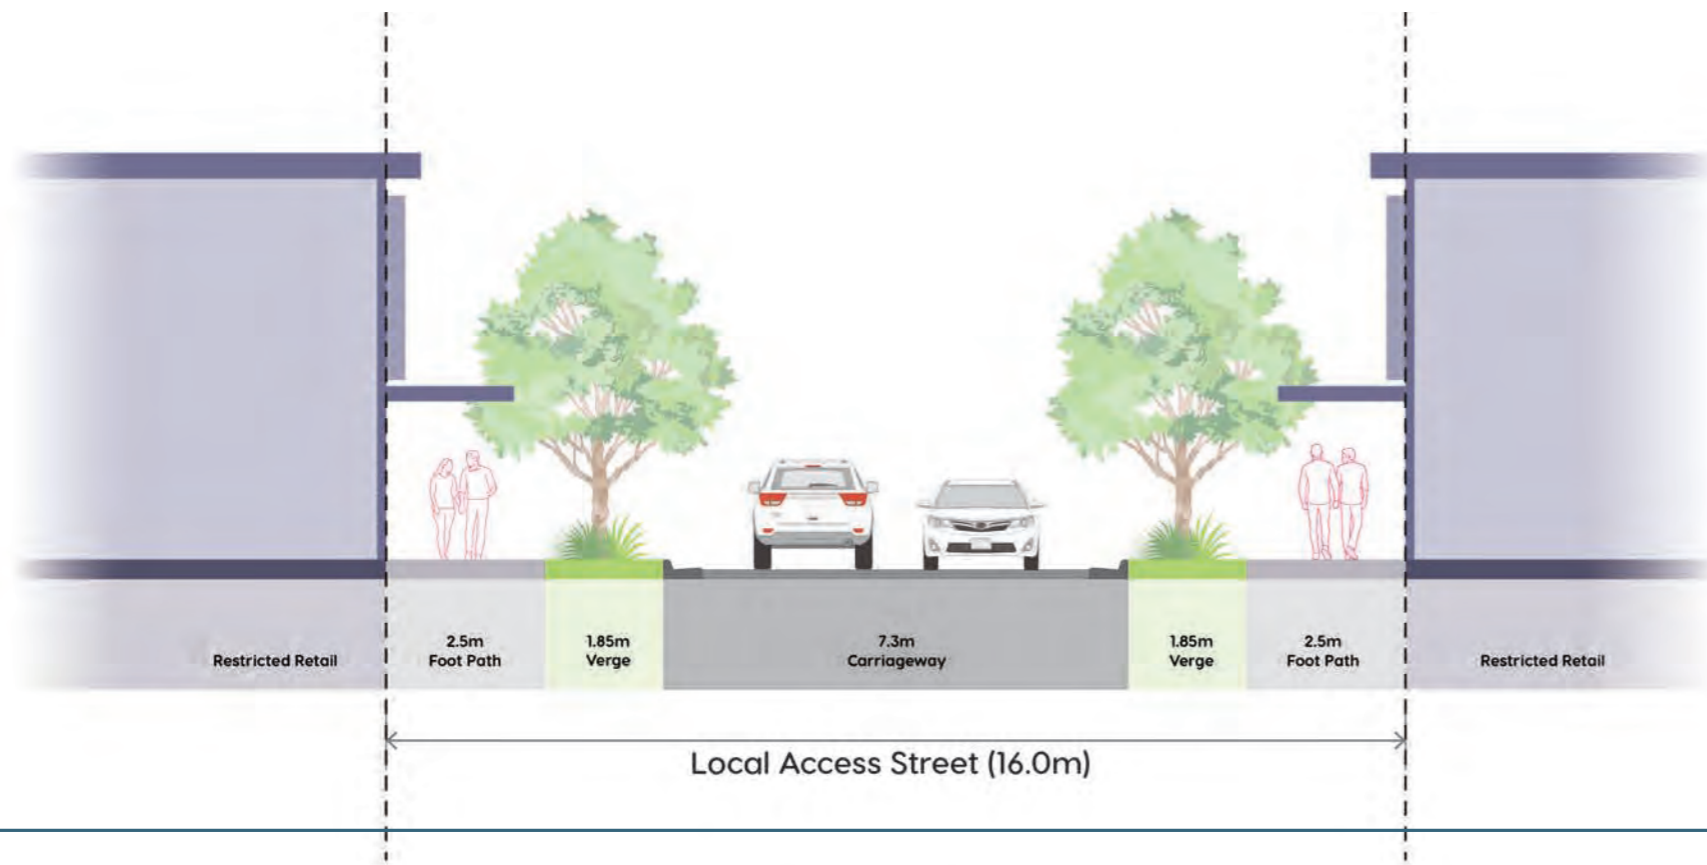 Restricted Retail
2.5m
Foot Path
1.85m
Verge
7.3m
Carriageway
1.85m
Verge
2.5m
Foot Path
Restricted Retail
Local Access Street (16.0m)